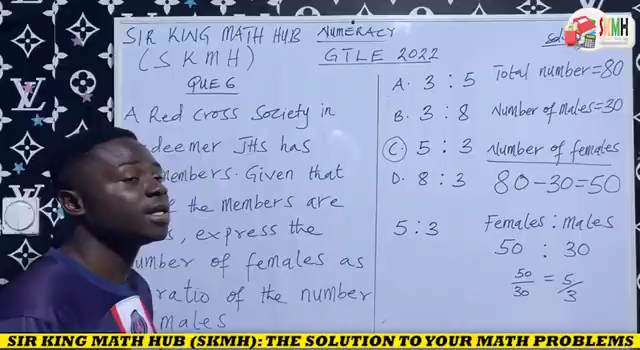 SIR KING MATH HUB
(SKMH)
NUMERACY
GTLE 2022
QUE 6
A Red Cross Society in
deemer JHS has
members. Given that
the members are
s, express the
umber of females as
ratio of the number
males
A. 3 : 5
B. 3 : 8
C. 5 : 3
D. 8 : 3
5 : 3
Total number = 80
Number of males = 30
Number of females
80 - 30 = 50
Females : males
50 : 30
50/30 = 5/3
SKMH
SIR KING MATH HUB (SKMH): THE SOLUTION TO YOUR MATH PROBLEMS